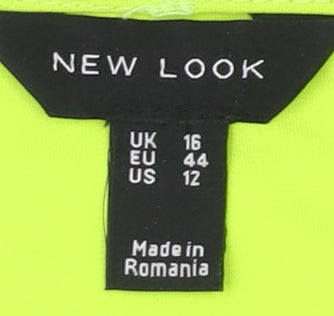 NEW LOOK
UK 16
EU 44
US 12
Made in
Romania